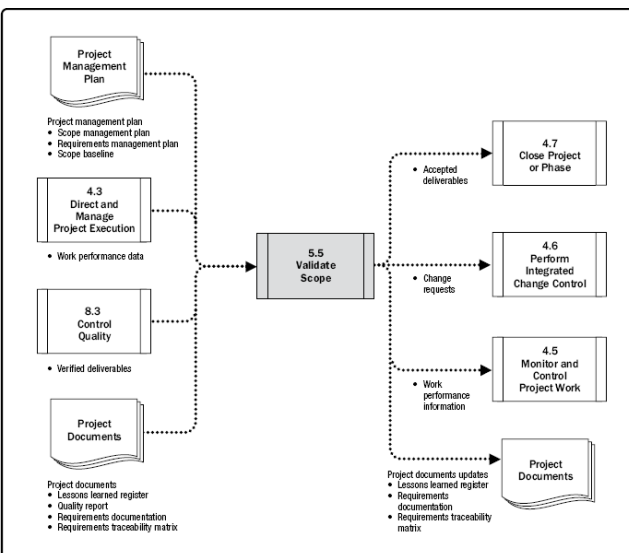 Project
Management
Plan
Project management plan
• Scope management plan
• Requirements management plan
• Scope baseline
4.3
Direct and
Manage
Project Execution
• Work performance data
8.3
Control
Quality
• Verified deliverables
Project
Documents
Project documents
• Lessons learned register
• Quality report
• Requirements documentation
• Requirements traceability matrix
5.5
Validate
Scope
4.7
Close Project
or Phase
• Accepted
deliverables
4.6
Perform
Integrated
Change Control
• Change
requests
4.5
Monitor and
Control
Project Work
• Work
performance
information
Project
Documents
Project documents updates
• Lessons learned register
• Requirements
documentation
• Requirements traceability
matrix